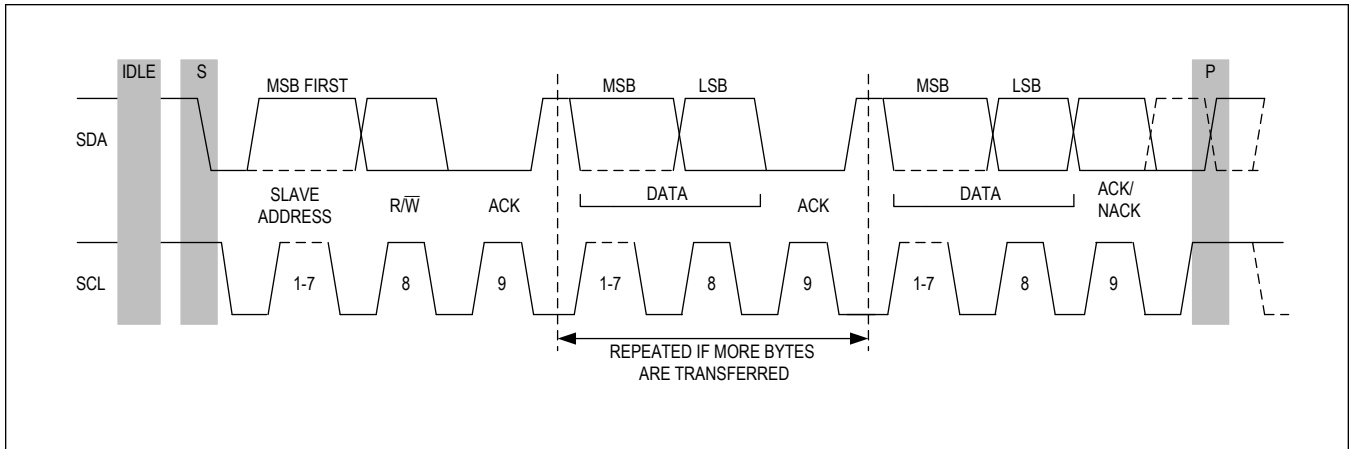 IDLE
S
P
MSB FIRST
MSB
LSB
MSB
LSB
SDA
SLAVE
ADDRESS
R/W̅
ACK
DATA
ACK
DATA
ACK/
NACK
SCL
1-7
8
9
1-7
8
9
1-7
8
9
REPEATED IF MORE BYTES
ARE TRANSFERRED